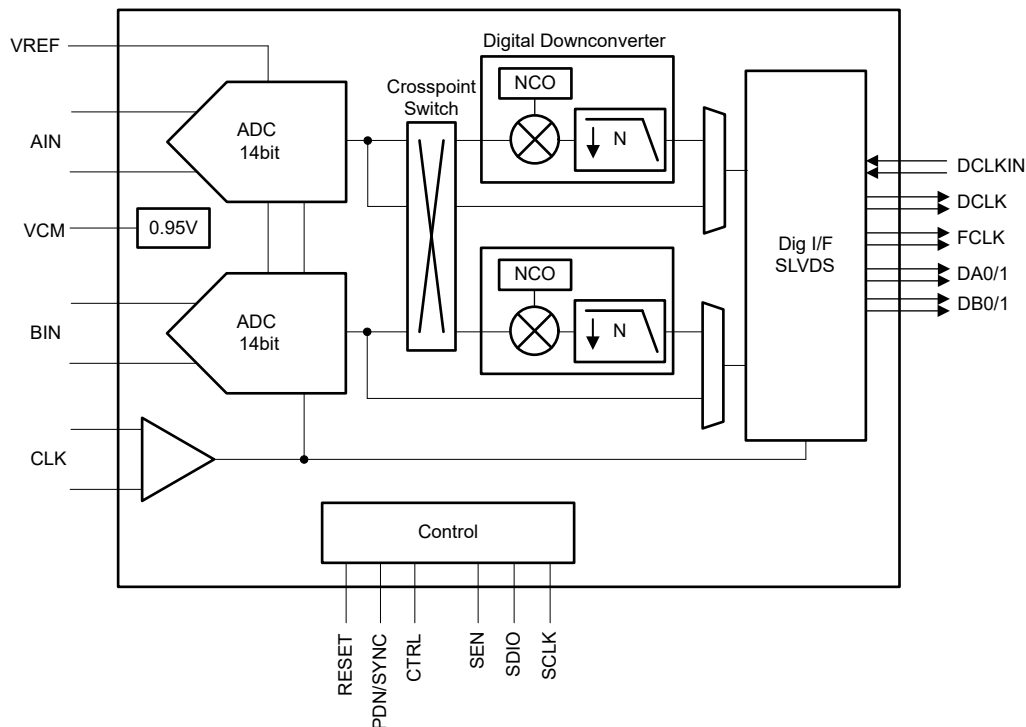 VREF
AIN
VCM
BIN
CLK
ADC
14bit
0.95V
ADC
14bit
Crosspoint
Switch
Digital Downconverter
NCO
N
NCO
N
Dig I/F
SLVDS
DCLKIN
DCLK
FCLK
DA0/1
DB0/1
Control
RESET
PDN/SYNC
CTRL
SEN
SDIO
SCLK